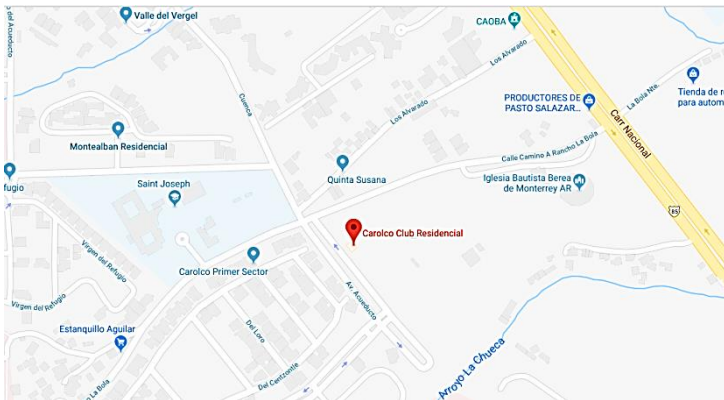 Valle del Vergel
CAOBA
Los Alvarado
o del Acueducto
Cuenca
PRODUCTORES DE
PASTO SALAZAR...
La Bola Nte.
Tienda de r
para autom
Carr Nacional
Los Alvarado
Montealban Residencial
Calle Camino A Rancho La Bola
Quinta Susana
Iglesia Bautista Berea
de Monterrey AR
efugio
Saint Joseph
85
Carolco Club Residencial
Virgen del Refugio
Carolco Primer Sector
Av. Acueducto
Virgen del Refugio
Estanquillo Aguilar
Del Loro
Del Cenzontle
o La Bola
Arroyo La Chueca